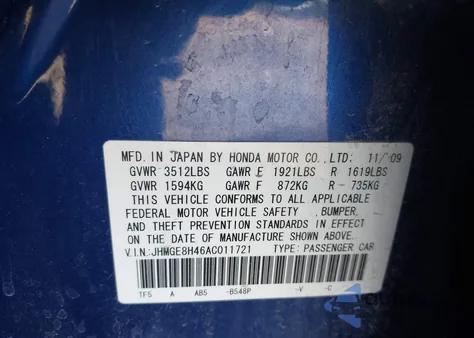 MFD.IN JAPAN BY HONDA MOTOR CO.,LTD: 11/09
GVWR 3512LBS GAWR F 1921LBS R 1619LBS
GVWR 1594KG GAWR F 872KG R 735KG
THIS VEHICLE CONFORMS TO ALL APPLICABLE
FEDERAL MOTOR VEHICLE SAFETY ,BUMPER,
AND THEFT PREVENTION STANDARDS IN EFFECT ON THE
DATE OF MANUFACTURE SHOWN ABOVE.
V.I.N:JHMGE8H46AC011721 TYPE:PASSENGER CAR
TF5 A AB5 -B548P -V -C